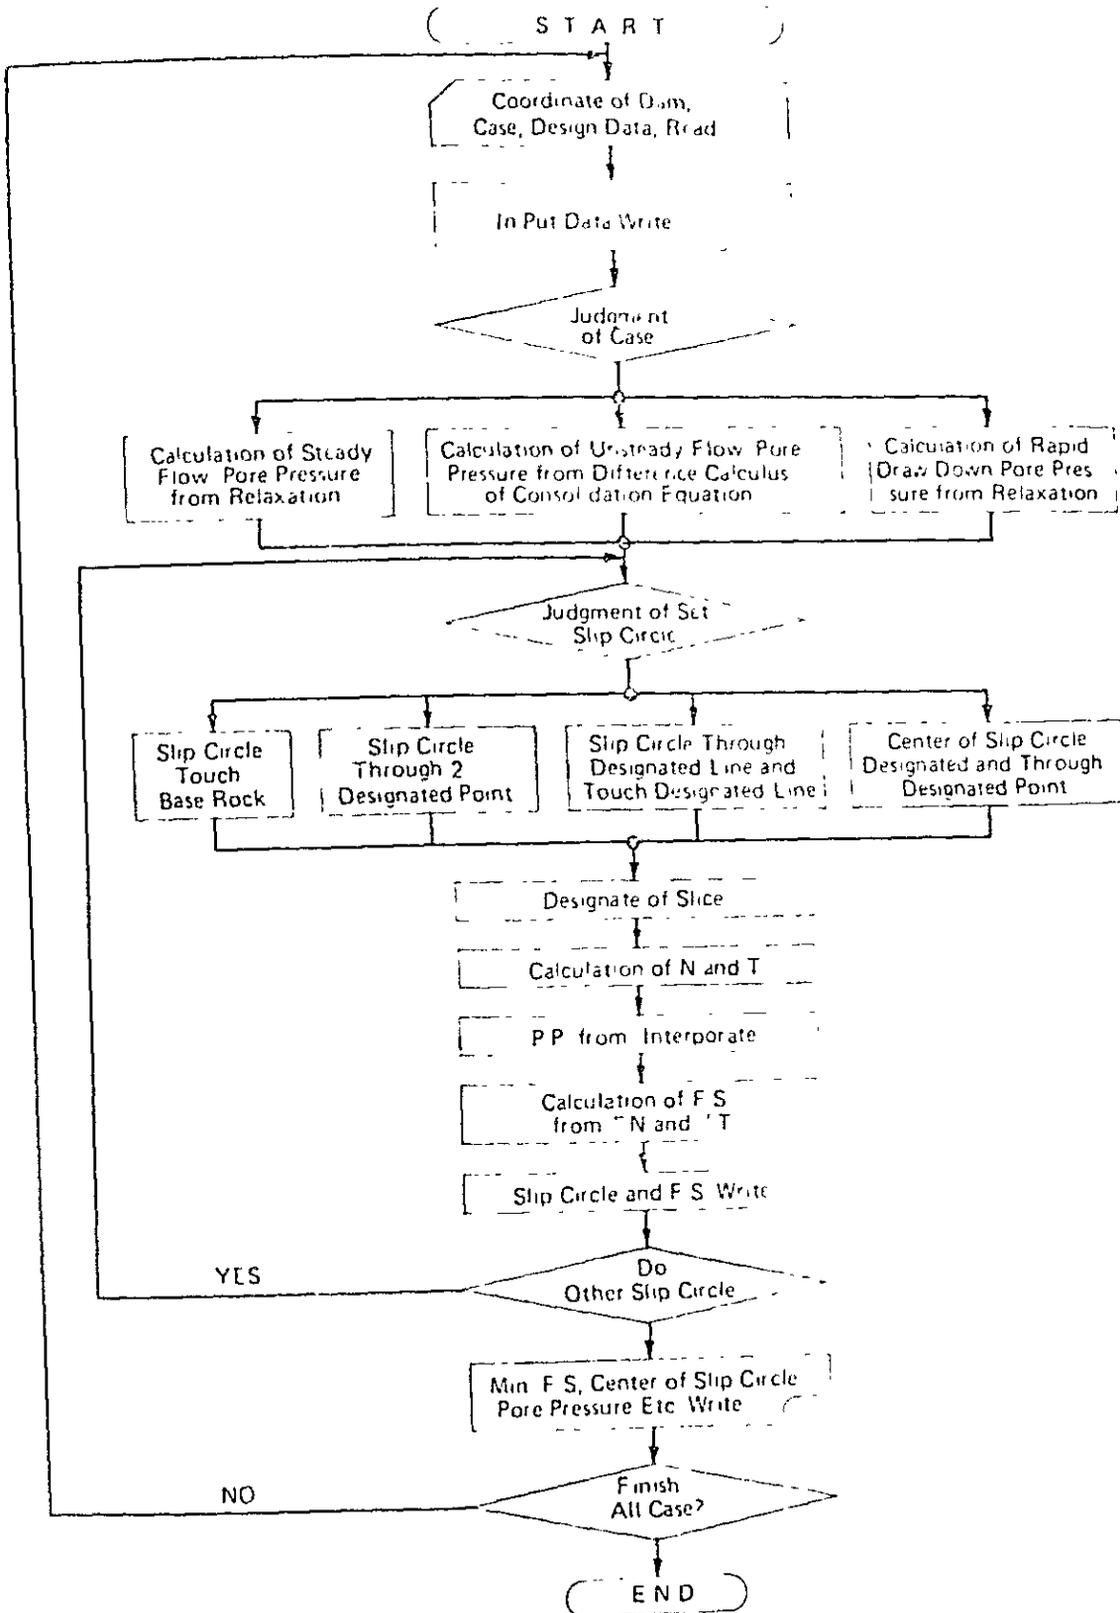 START
Coordinate of Dam,
Case, Design Data, Read
In Put Data Write
Judgment
of Case
Calculation of Steady
Flow Pore Pressure
from Relaxation
Calculation of Unsteady Flow Pore
Pressure from Difference Calculus
of Consolidation Equation
Calculation of Rapid
Draw Down Pore Pres
sure from Relaxation
Judgment of Set
Slip Circle
Slip Circle
Touch
Base Rock
Slip Circle
Through 2
Designated Point
Slip Circle Through
Designated Line and
Touch Designated Line
Center of Slip Circle
Designated and Through
Designated Point
Designate of Slice
Calculation of N and T
P P from Interporate
Calculation of F S
from N and T
Slip Circle and F S Write
Do
Other Slip Circle
YES
Min F S, Center of Slip Circle
Pore Pressure Etc Write
Finish
All Case?
NO
END